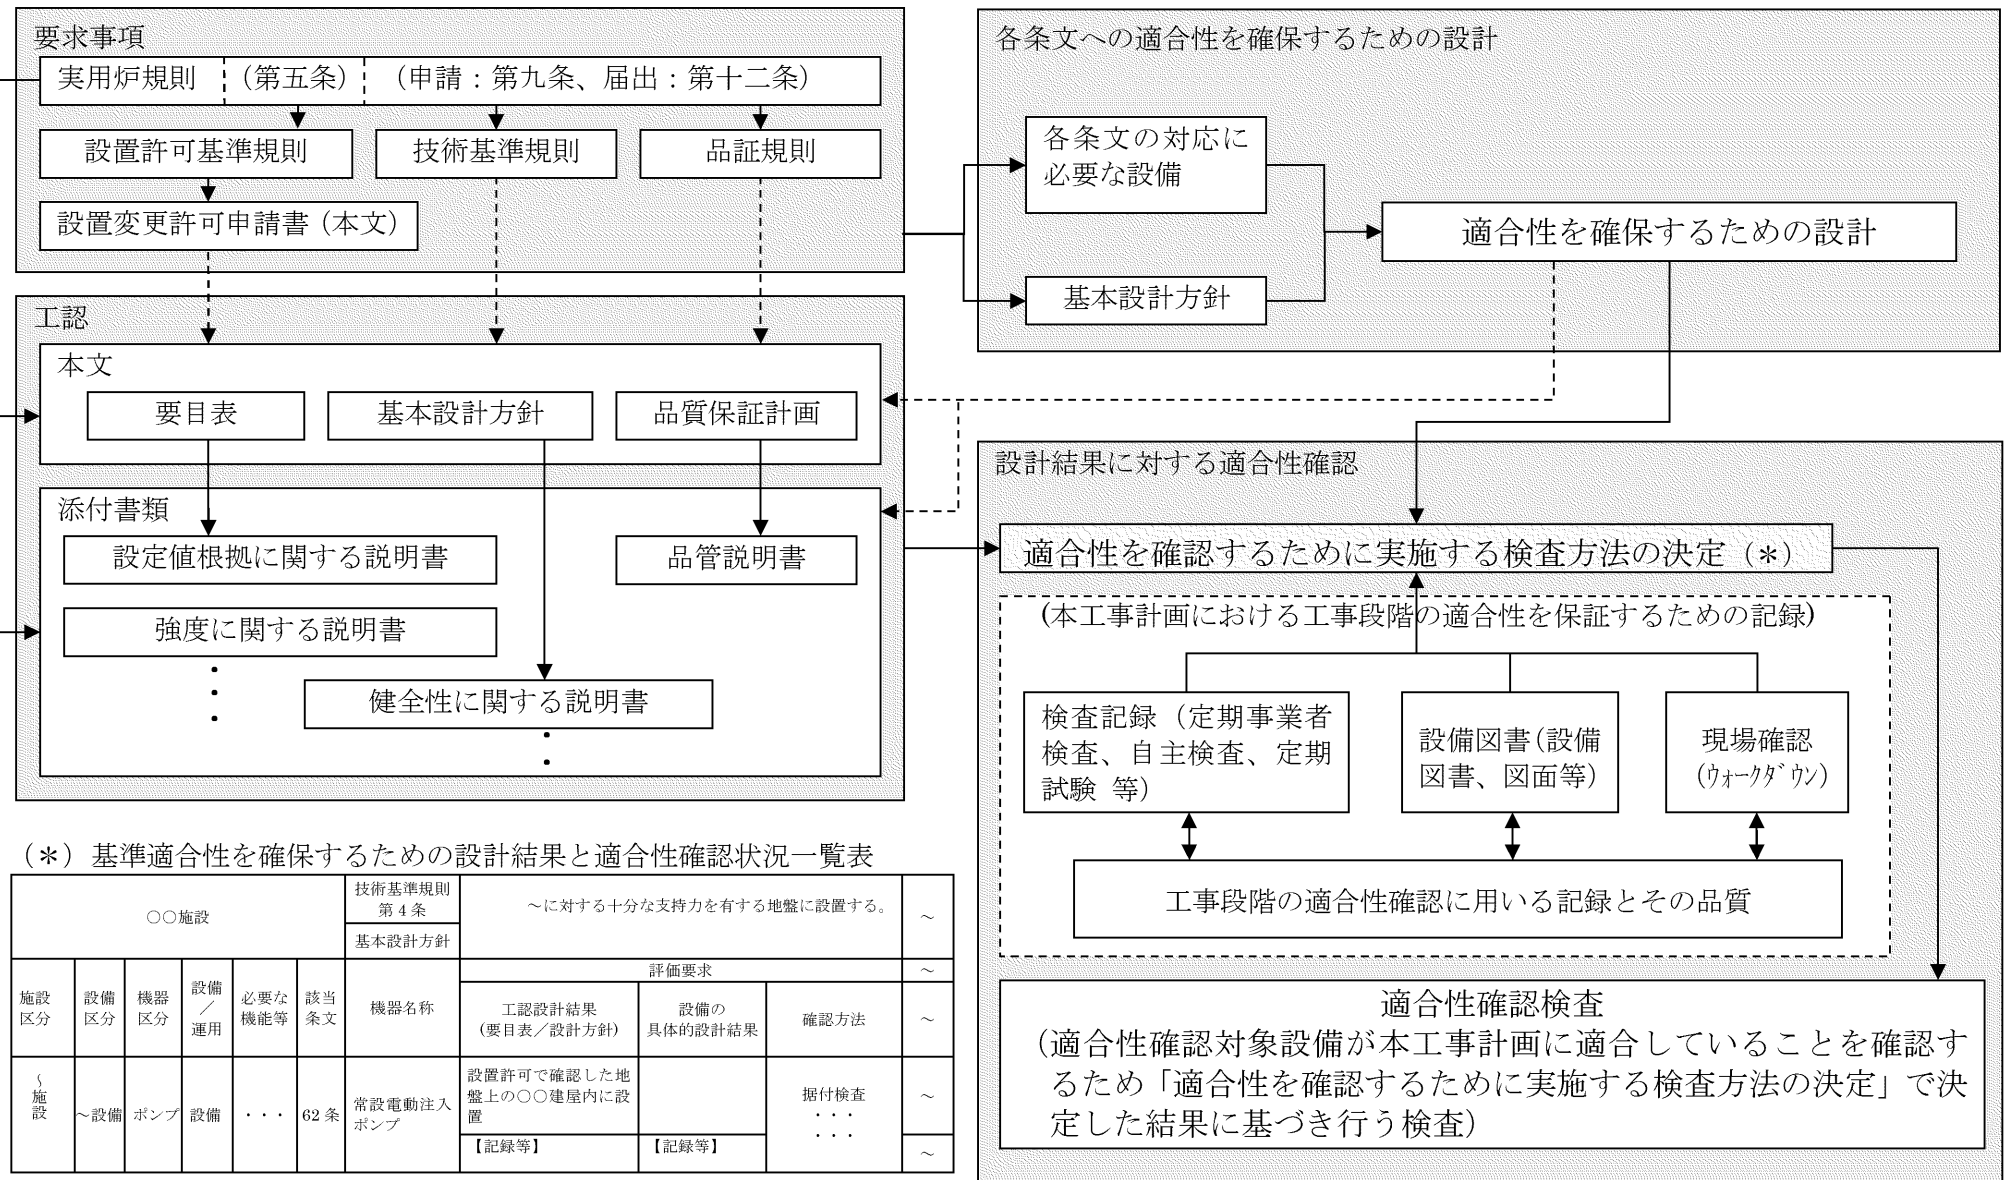 要求事項
実用炉規則 (第五条) (申請：第九条、届出：第十二条)
設置許可基準規則
技術基準規則
品証規則
設置変更許可申請書（本文）
工認
本文
要目表
基本設計方針
品質保証計画
添付書類
設定値根拠に関する説明書
品管説明書
強度に関する説明書
・
・
・
健全性に関する説明書
・
・
各条文への適合性を確保するための設計
各条文の対応に
必要な設備
基本設計方針
適合性を確保するための設計
設計結果に対する適合性確認
適合性を確認するために実施する検査方法の決定（＊）
(本工事計画における工事段階の適合性を保証するための記録)
検査記録（定期事業者
検査、自主検査、定期
試験 等）
設備図書(設備
図書、図面等)
現場確認
(ｳｫｰｸﾀﾞｳﾝ)
工事段階の適合性確認に用いる記録とその品質
適合性確認検査
（適合性確認対象設備が本工事計画に適合していることを確認す
るため「適合性を確認するために実施する検査方法の決定」で決
定した結果に基づき行う検査）
（＊）基準適合性を確保するための設計結果と適合性確認状況一覧表
○○施設
技術基準規則
第4条
～に対する十分な支持力を有する地盤に設置する。
～
基本設計方針
施設
区分
設備
区分
機器
区分
設備
／
運用
必要な
機能等
該当
条文
機器名称
評価要求
～
工認設計結果
(要目表／設計方針)
設備の
具体的設計結果
確認方法
～
～施設
～設備
ポンプ
設備
・・・
62条
常設電動注入
ポンプ
設置許可で確認した地
盤上の○○建屋内に設
置
据付検査
・・・
・・・
～
【記録等】
【記録等】
～